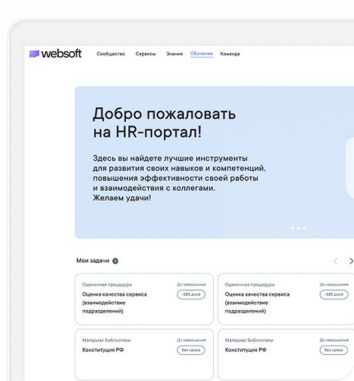 websoft
Сообщество Сервисы Знания Обучение Команда
Добро пожаловать
на HR-портал!
Здесь вы найдете лучшие инструменты
для развития своих навыков и компетенций,
повышения эффективности своей работы
и взаимодействия с коллегами.
Желаем удачи!
Мои задачи
Оценочная процедура До завершения
Оценка качества сервиса
(взаимодействие
подразделений)
Оценочная процедура До завершения
Оценка качества сервиса
(взаимодействие
подразделений)
Материал библиотеки До завершения
Конституция РФ Без срока
Материал библиотеки До завершения
Конституция РФ Без срока